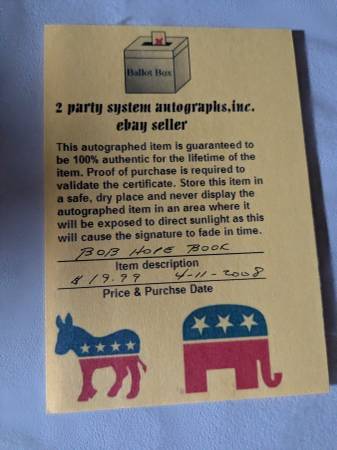 Ballot Box
2 party system autographs,inc.
ebay seller
This autographed item is guaranteed to
be 100% authentic for the lifetime of the
item. Proof of purchase is required to
validate the certificate. Store this item in
a safe, dry place and never display the
autographed item in an area where it
will be exposed to direct sunlight as this
will cause the signature to fade in time.
BOB HOPE BOOK
Item description
$19.99 4-11-2008
Price & Purchse Date